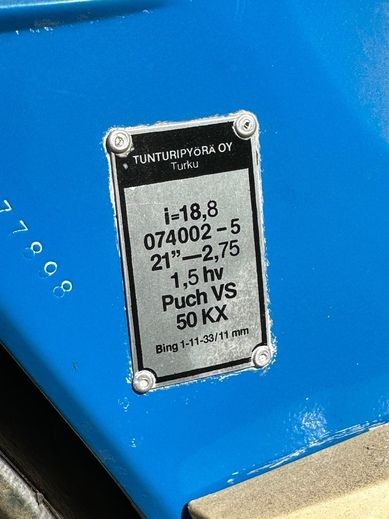 TUNTURIPYÖRÄ OY
Turku
i=18,8
074002-5
21”—2,75
1,5 hv
Puch VS
50 KX
Bing 1-11-33/11 mm
77898